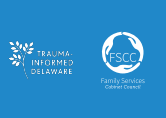 TRAUMA-
INFORMED
DELAWARE
FSCC
Family Services
Cabinet Council